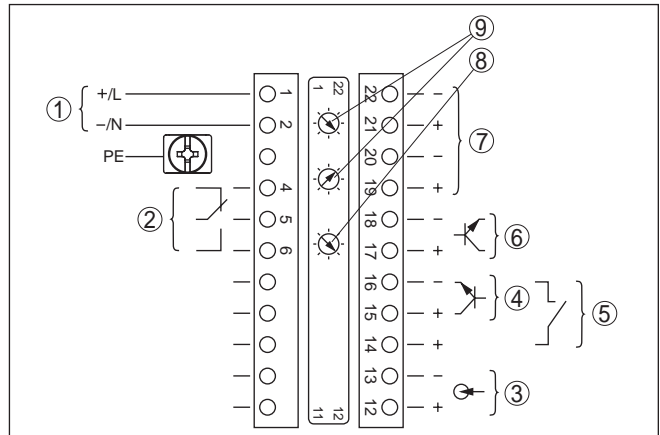 ⑨
⑧
① +/L 1 1 22 22 −
−/N 2 21 +
⑦
PE 20 −
② 4 19 +
5 18 − ⑥
6 17 +
16 − ④
15 + ⑤
14 +
13 − ③
11 12 12 +